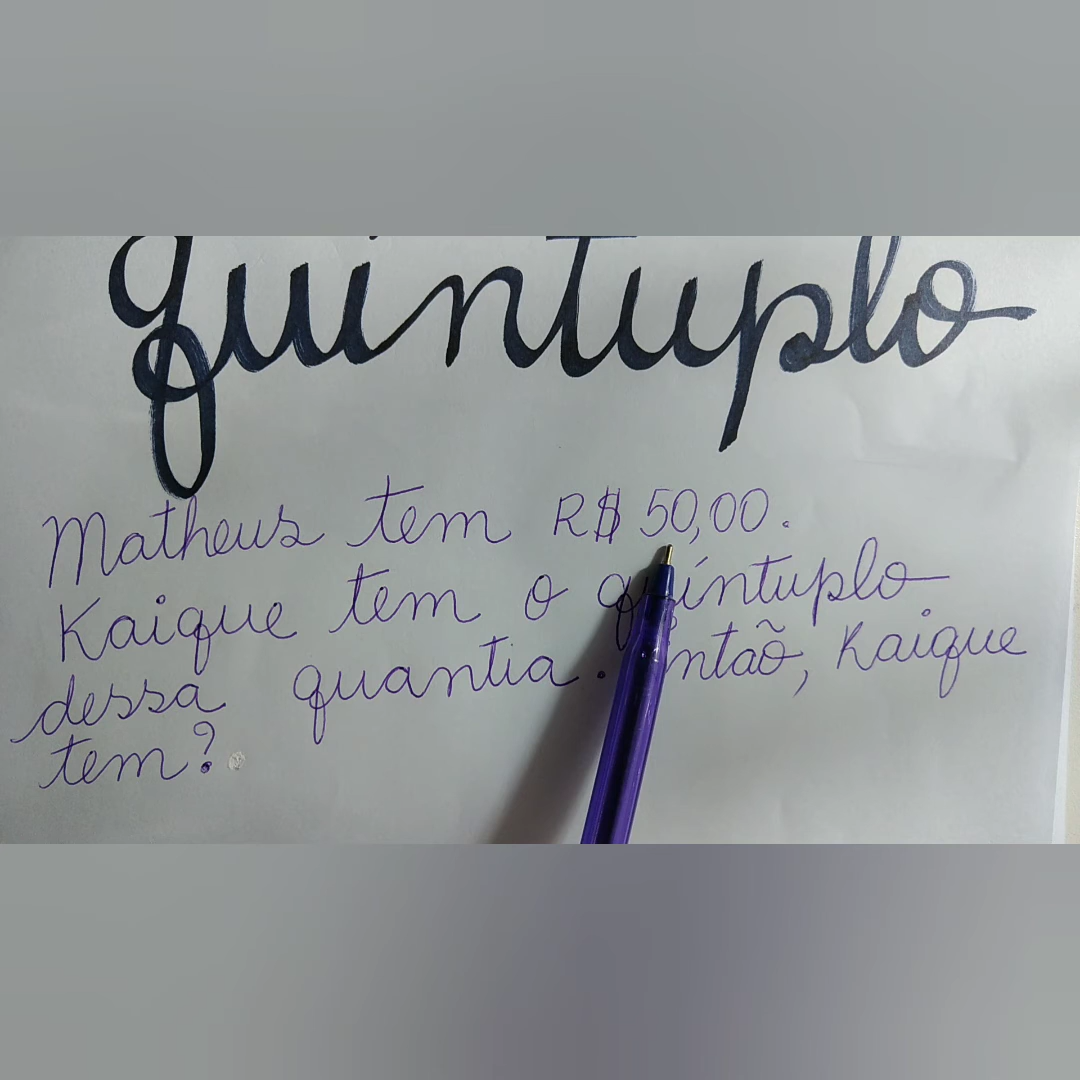 quintuplo
Matheus tem R$ 50,00.
Kaique tem o quíntuplo
dessa quantia. Então, Kaique
tem?